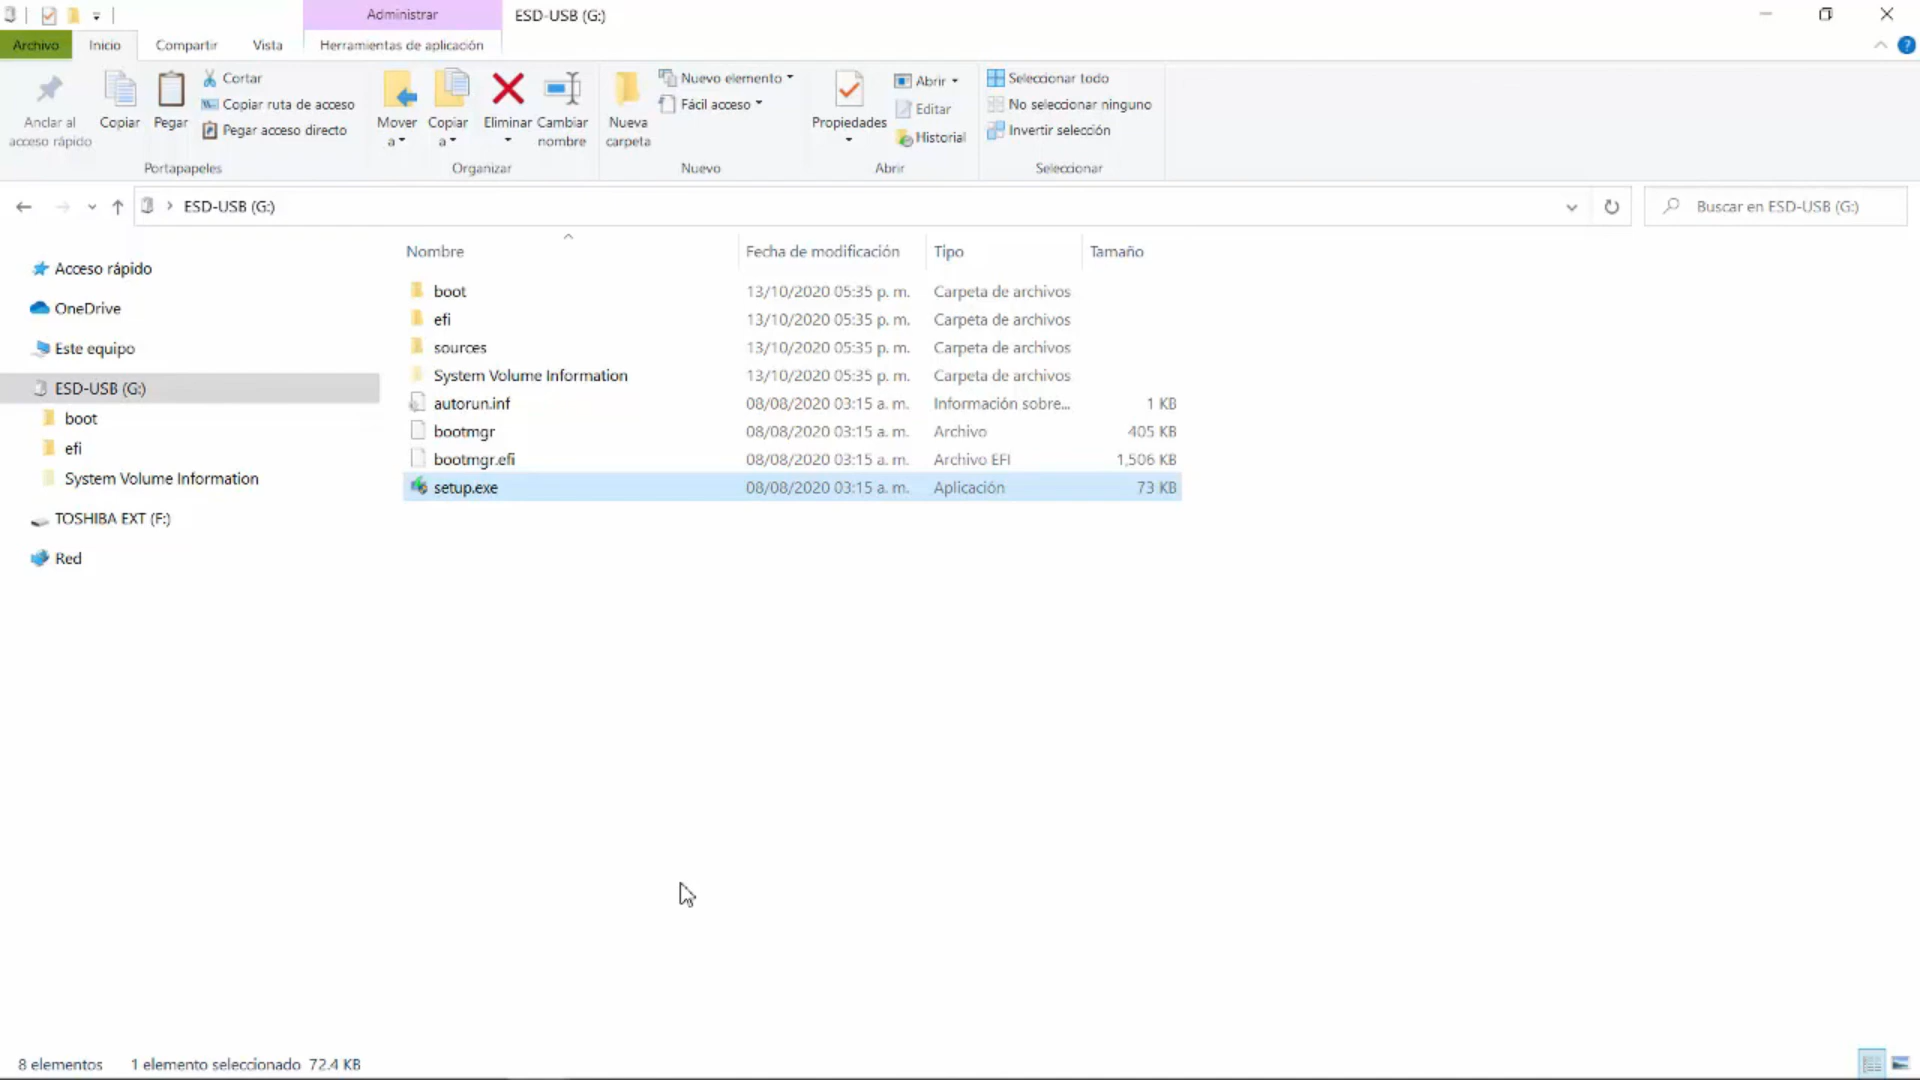 Administrar
ESD-USB (G:)
Archivo
Inicio
Compartir
Vista
Herramientas de aplicación
Anclar al
acceso rápido
Copiar
Pegar
Cortar
Copiar ruta de acceso
Pegar acceso directo
Portapapeles
Mover
a
Copiar
a
Eliminar
Cambiar
nombre
Organizar
Nueva
carpeta
Nuevo elemento
Fácil acceso
Nuevo
Propiedades
Abrir
Editar
Historial
Abrir
Seleccionar todo
No seleccionar ninguno
Invertir selección
Seleccionar
ESD-USB (G:)
Buscar en ESD-USB (G:)
Acceso rápido
OneDrive
Este equipo
ESD-USB (G:)
boot
efi
System Volume Information
TOSHIBA EXT (F:)
Red
Nombre Fecha de modificación Tipo Tamaño
boot 13/10/2020 05:35 p. m. Carpeta de archivos
efi 13/10/2020 05:35 p. m. Carpeta de archivos
sources 13/10/2020 05:35 p. m. Carpeta de archivos
System Volume Information 13/10/2020 05:35 p. m. Carpeta de archivos
autorun.inf 08/08/2020 03:15 a. m. Información sobre... 1 KB
bootmgr 08/08/2020 03:15 a. m. Archivo 405 KB
bootmgr.efi 08/08/2020 03:15 a. m. Archivo EFI 1,506 KB
setup.exe 08/08/2020 03:15 a. m. Aplicación 73 KB
8 elementos 1 elemento seleccionado 72.4 KB